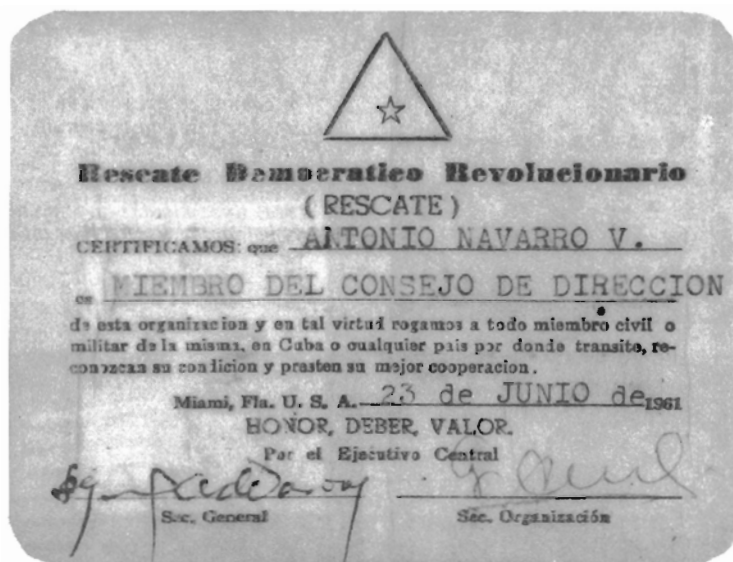 Rescate Democratico Revolucionario
( RESCATE )
CERTIFICAMOS: que ANTONIO NAVARRO V.
es MIEMBRO DEL CONSEJO DE DIRECCION
de esta organizacion y en tal virtud rogamos a todo miembro civil o
militar de la misma, en Cuba o cualquier pais por donde transite, re-
conozcan su condicion y presten su mejor cooperacion.
Miami, Fla. U. S. A. 23 de JUNIO de 1961
HONOR, DEBER, VALOR.
Por el Ejecutivo Central
Sec. General
Sec. Organización